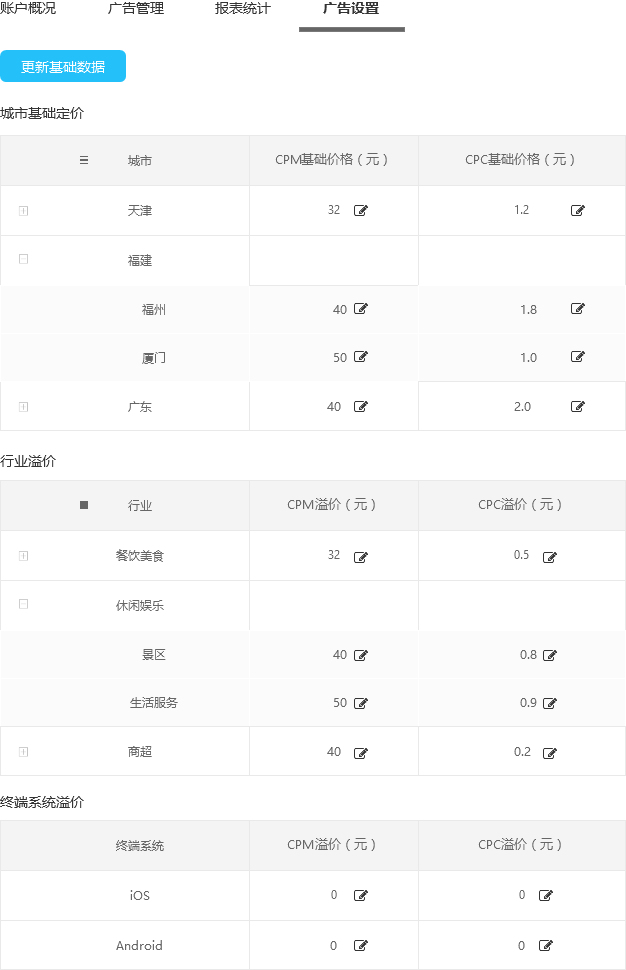 账户概况 广告管理 报表统计 广告设置
更新基础数据
城市基础定价
城市 CPM基础价格（元） CPC基础价格（元）
天津 32 1.2
福建
福州 40 1.8
厦门 50 1.0
广东 40 2.0
行业溢价
行业 CPM溢价（元） CPC溢价（元）
餐饮美食 32 0.5
休闲娱乐
景区 40 0.8
生活服务 50 0.9
商超 40 0.2
终端系统溢价
终端系统 CPM溢价（元） CPC溢价（元）
iOS 0 0
Android 0 0